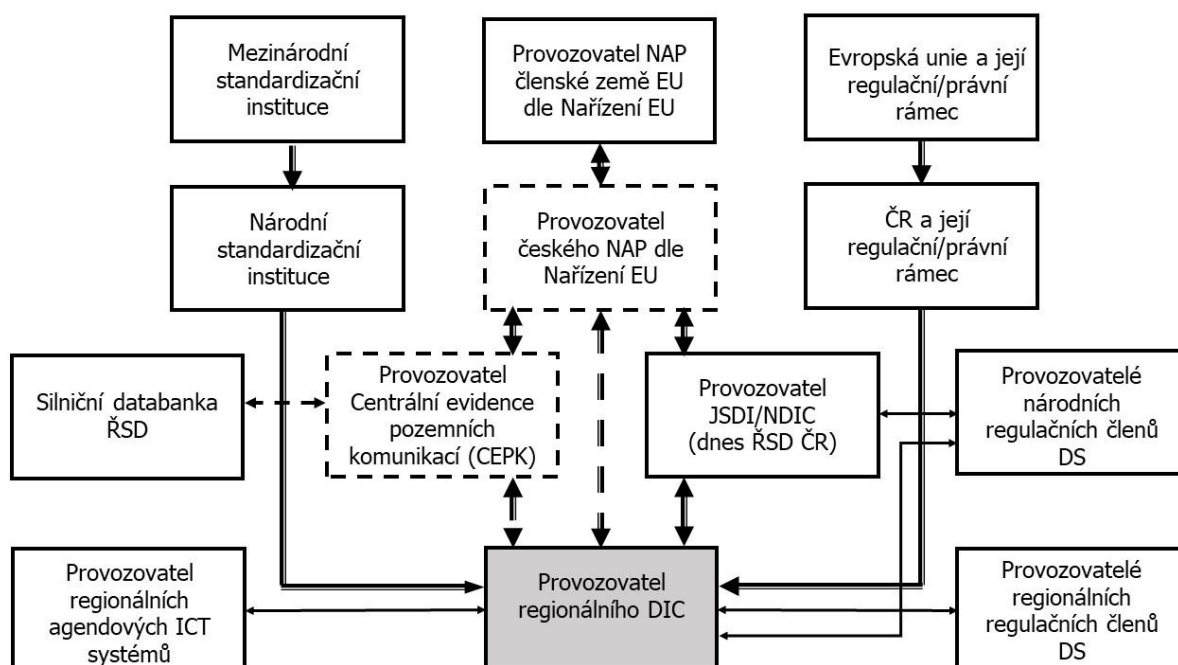 Mezinárodní
standardizační
instituce
Provozovatel NAP
členské země EU
dle Nařízení EU
Evropská unie a její
regulační/právní
rámec
Národní
standardizační
instituce
Provozovatel
českého NAP dle
Nařízení EU
ČR a její
regulační/právní
rámec
Silniční databanka
ŘSD
Provozovatel
Centrální evidence
pozemních
komunikací (CEPK)
Provozovatel
JSDI/NDIC
(dnes ŘSD ČR)
Provozovatelé
národních
regulačních členů
DS
Provozovatel
regionálních
agendových ICT
systémů
Provozovatel
regionálního DIC
Provozovatelé
regionálních
regulačních členů
DS